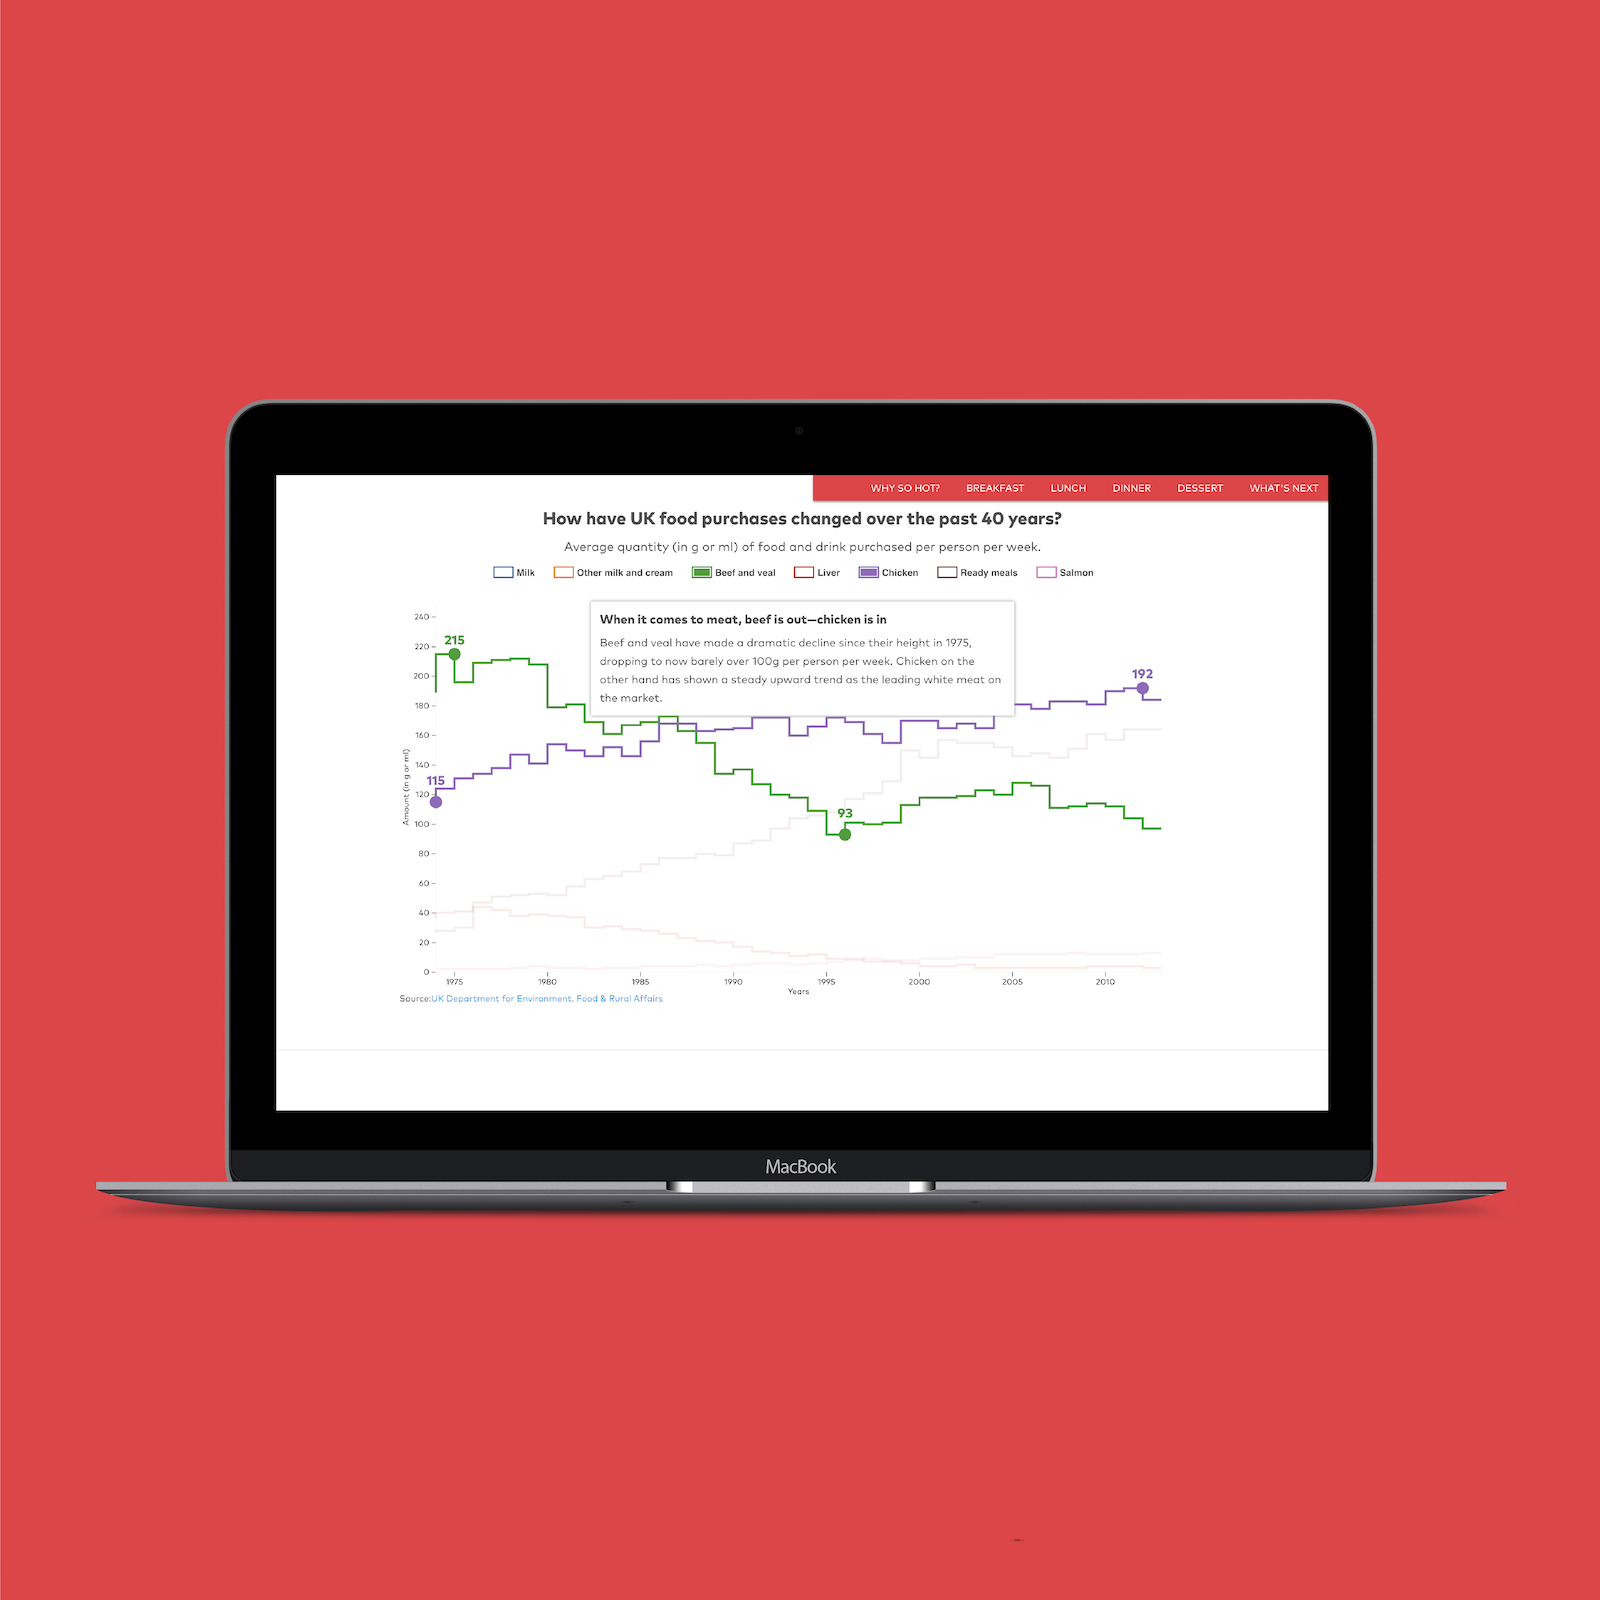 WHY SO HOT? BREAKFAST LUNCH DINNER DESSERT WHAT'S NEXT
How have UK food purchases changed over the past 40 years?
Average quantity (in g or ml) of food and drink purchased per person per week.
Milk Other milk and cream Beef and veal Liver Chicken Ready meals Salmon
When it comes to meat, beef is out—chicken is in
Beef and veal have made a dramatic decline since their height in 1975,
dropping to now barely over 100g per person per week. Chicken on the
other hand has shown a steady upward trend as the leading white meat on
the market.
240
220
200
180
160
140
120
100
80
60
40
20
0
Amount (in g or ml)
215
115
93
192
1975 1980 1985 1990 1995 2000 2005 2010
Years
Source:UK Department for Environment, Food & Rural Affairs
MacBook